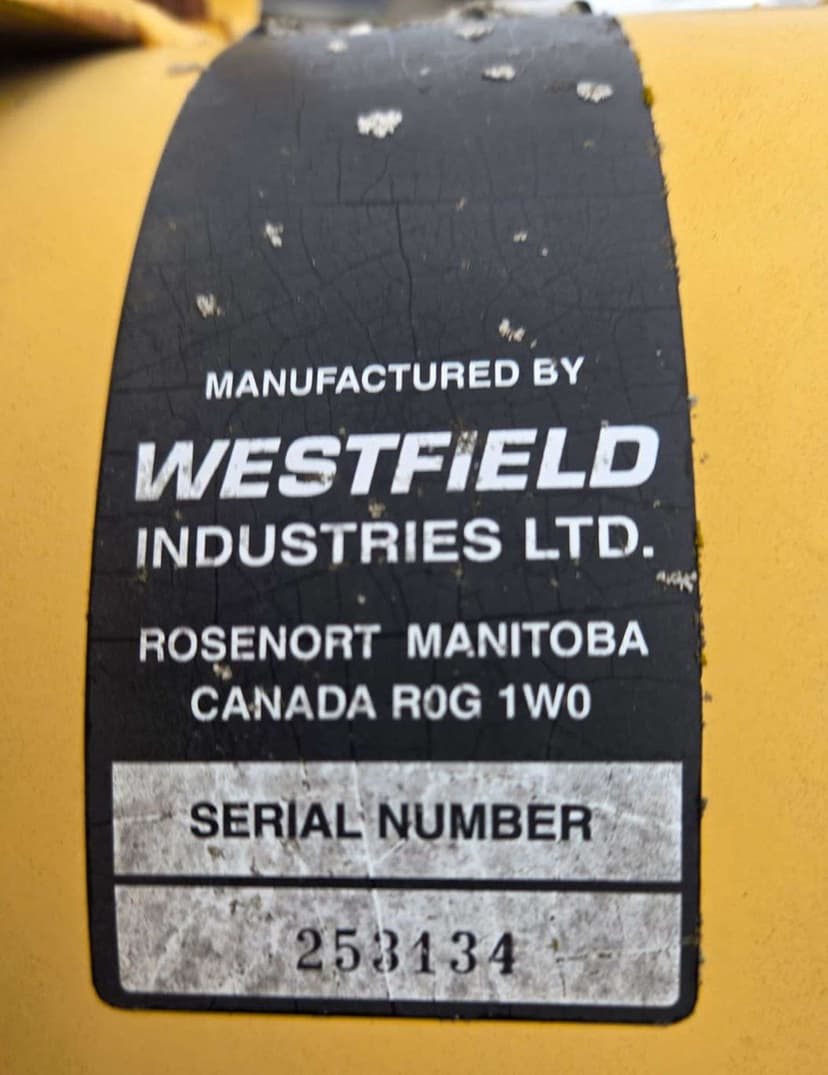 MANUFACTURED BY
WESTFIELD
INDUSTRIES LTD.
ROSENORT MANITOBA
CANADA R0G 1W0
SERIAL NUMBER
253134